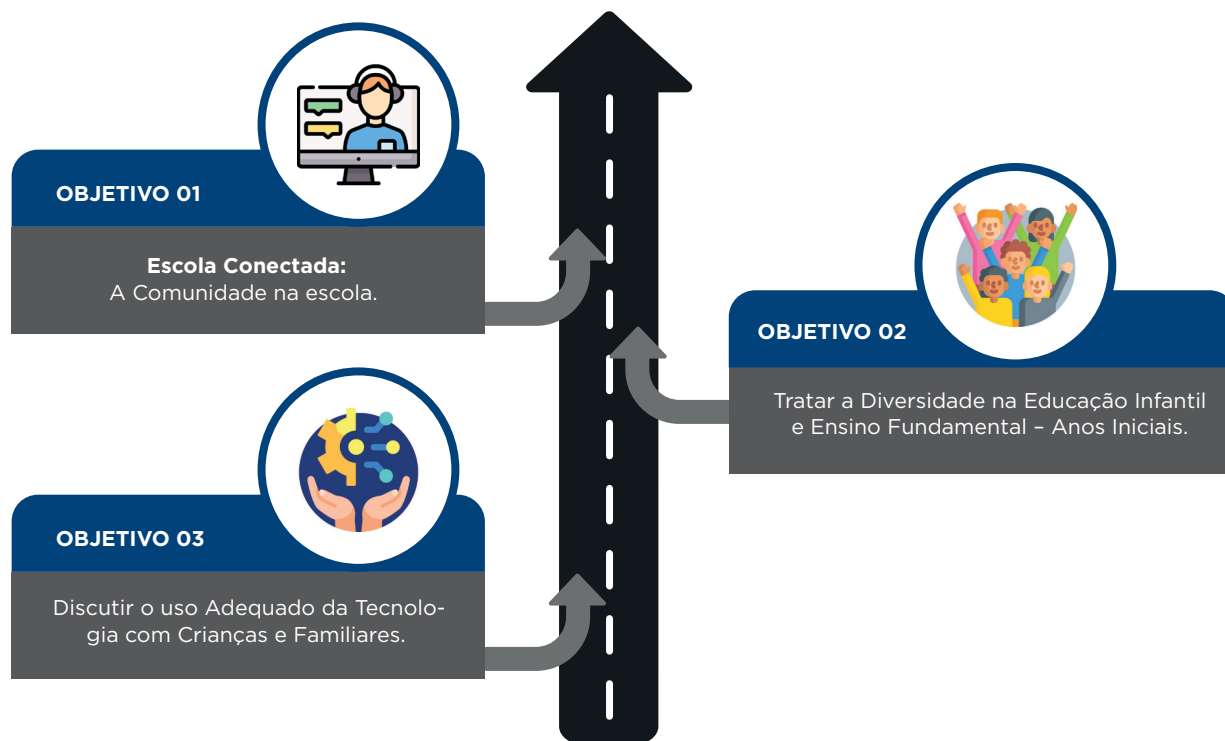 OBJETIVO 01
Escola Conectada:
A Comunidade na escola.
OBJETIVO 02
Tratar a Diversidade na Educação Infantil
e Ensino Fundamental – Anos Iniciais.
OBJETIVO 03
Discutir o uso Adequado da Tecnolo-
gia com Crianças e Familiares.